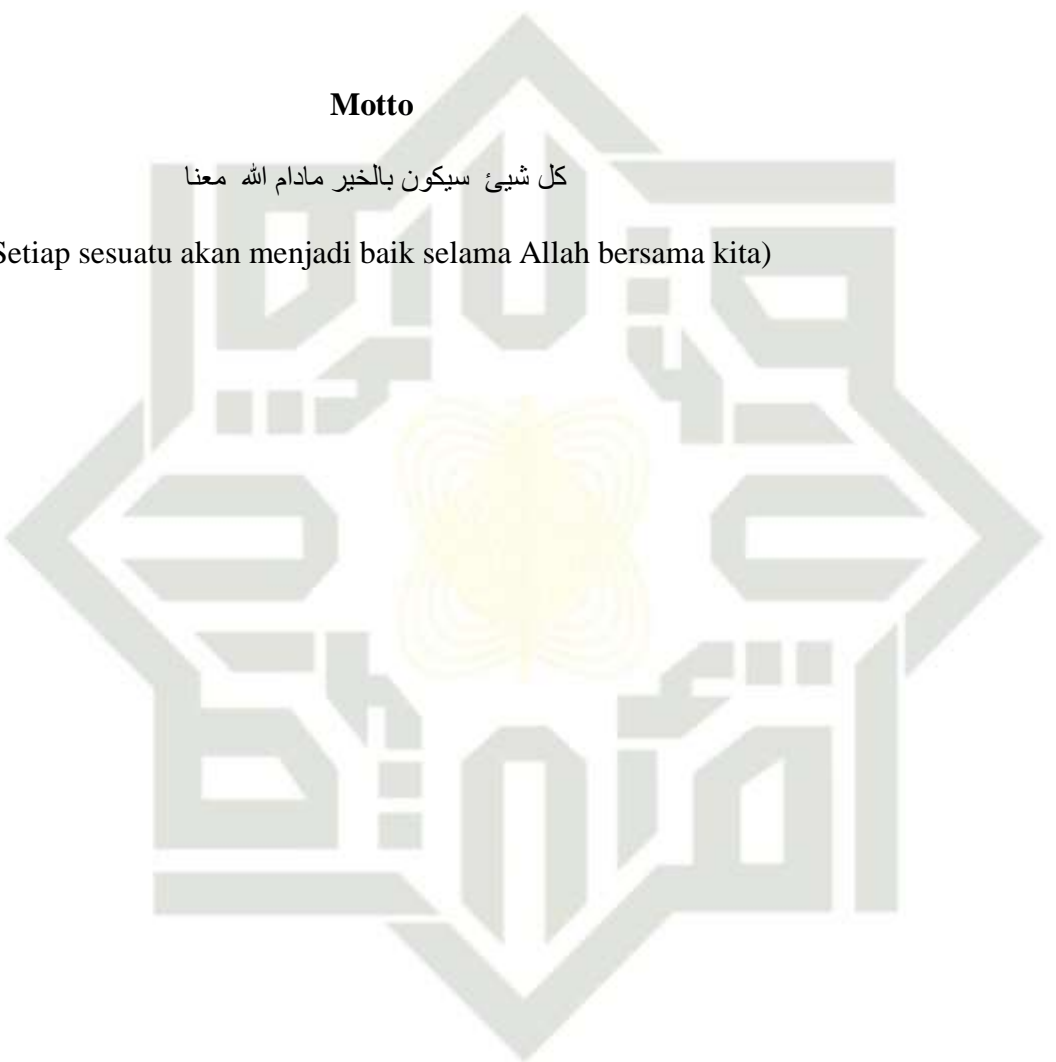 Motto
كل شيئ سيكون بالخير مادام الله معنا
Setiap sesuatu akan menjadi baik selama Allah bersama kita)